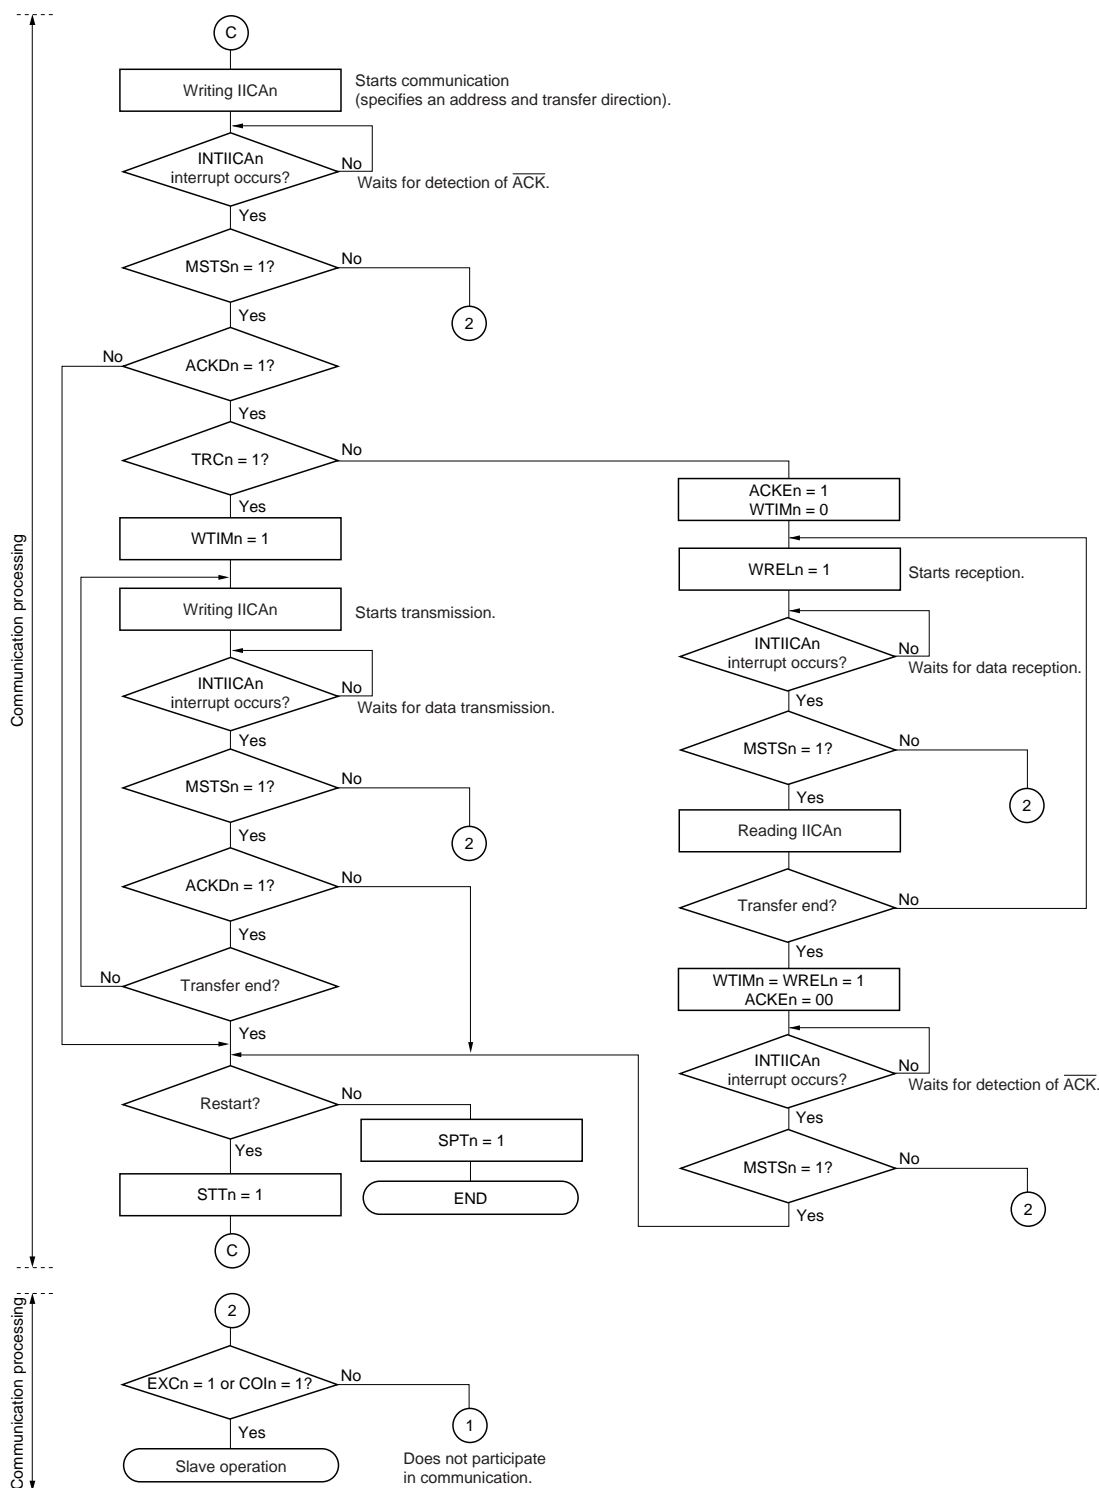 C
Writing IICAn
Starts communication
(specifies an address and transfer direction).
INTIICAn
interrupt occurs?
No
Waits for detection of ACK.
Yes
MSTSn = 1?
No
2
Yes
ACKDn = 1?
No
Yes
TRCn = 1?
No
Yes
WTIMn = 1
Writing IICAn
Starts transmission.
INTIICAn
interrupt occurs?
No
Waits for data transmission.
Yes
MSTSn = 1?
No
2
Yes
ACKDn = 1?
No
Yes
Transfer end?
No
Yes
Restart?
No
SPTn = 1
END
Yes
STTn = 1
C
ACKEn = 1
WTIMn = 0
WRELn = 1
Starts reception.
INTIICAn
interrupt occurs?
No
Waits for data reception.
Yes
MSTSn = 1?
No
2
Yes
Reading IICAn
Transfer end?
No
Yes
WTIMn = WRELn = 1
ACKEn = 00
INTIICAn
interrupt occurs?
No
Waits for detection of ACK.
Yes
MSTSn = 1?
No
2
Yes
Communication processing
2
EXCn = 1 or COIn = 1?
No
1
Does not participate
in communication.
Yes
Slave operation
Communication processing